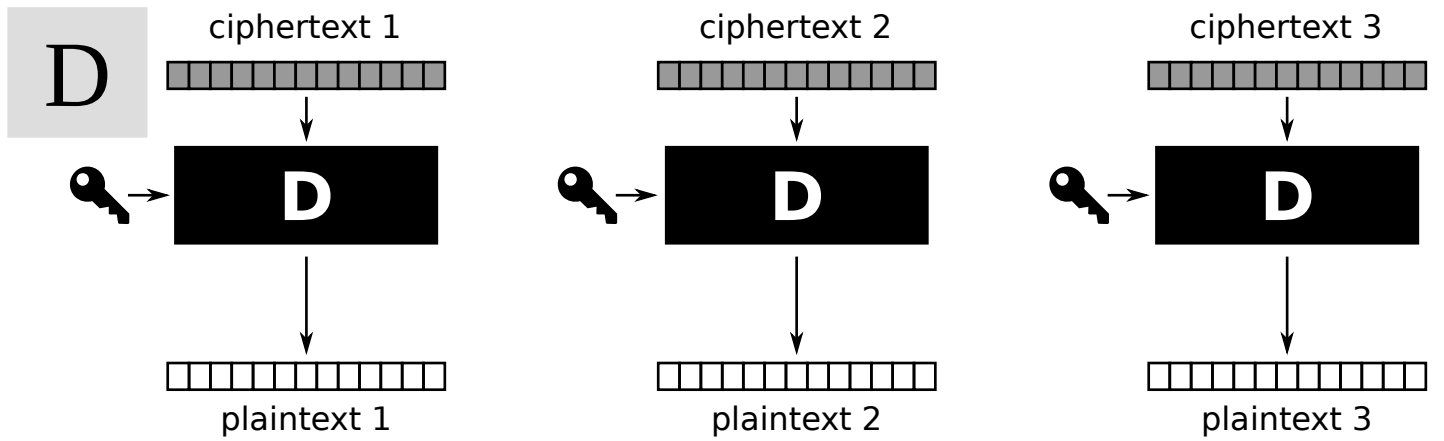 D
ciphertext 1
ciphertext 2
ciphertext 3
D
D
D
plaintext 1
plaintext 2
plaintext 3